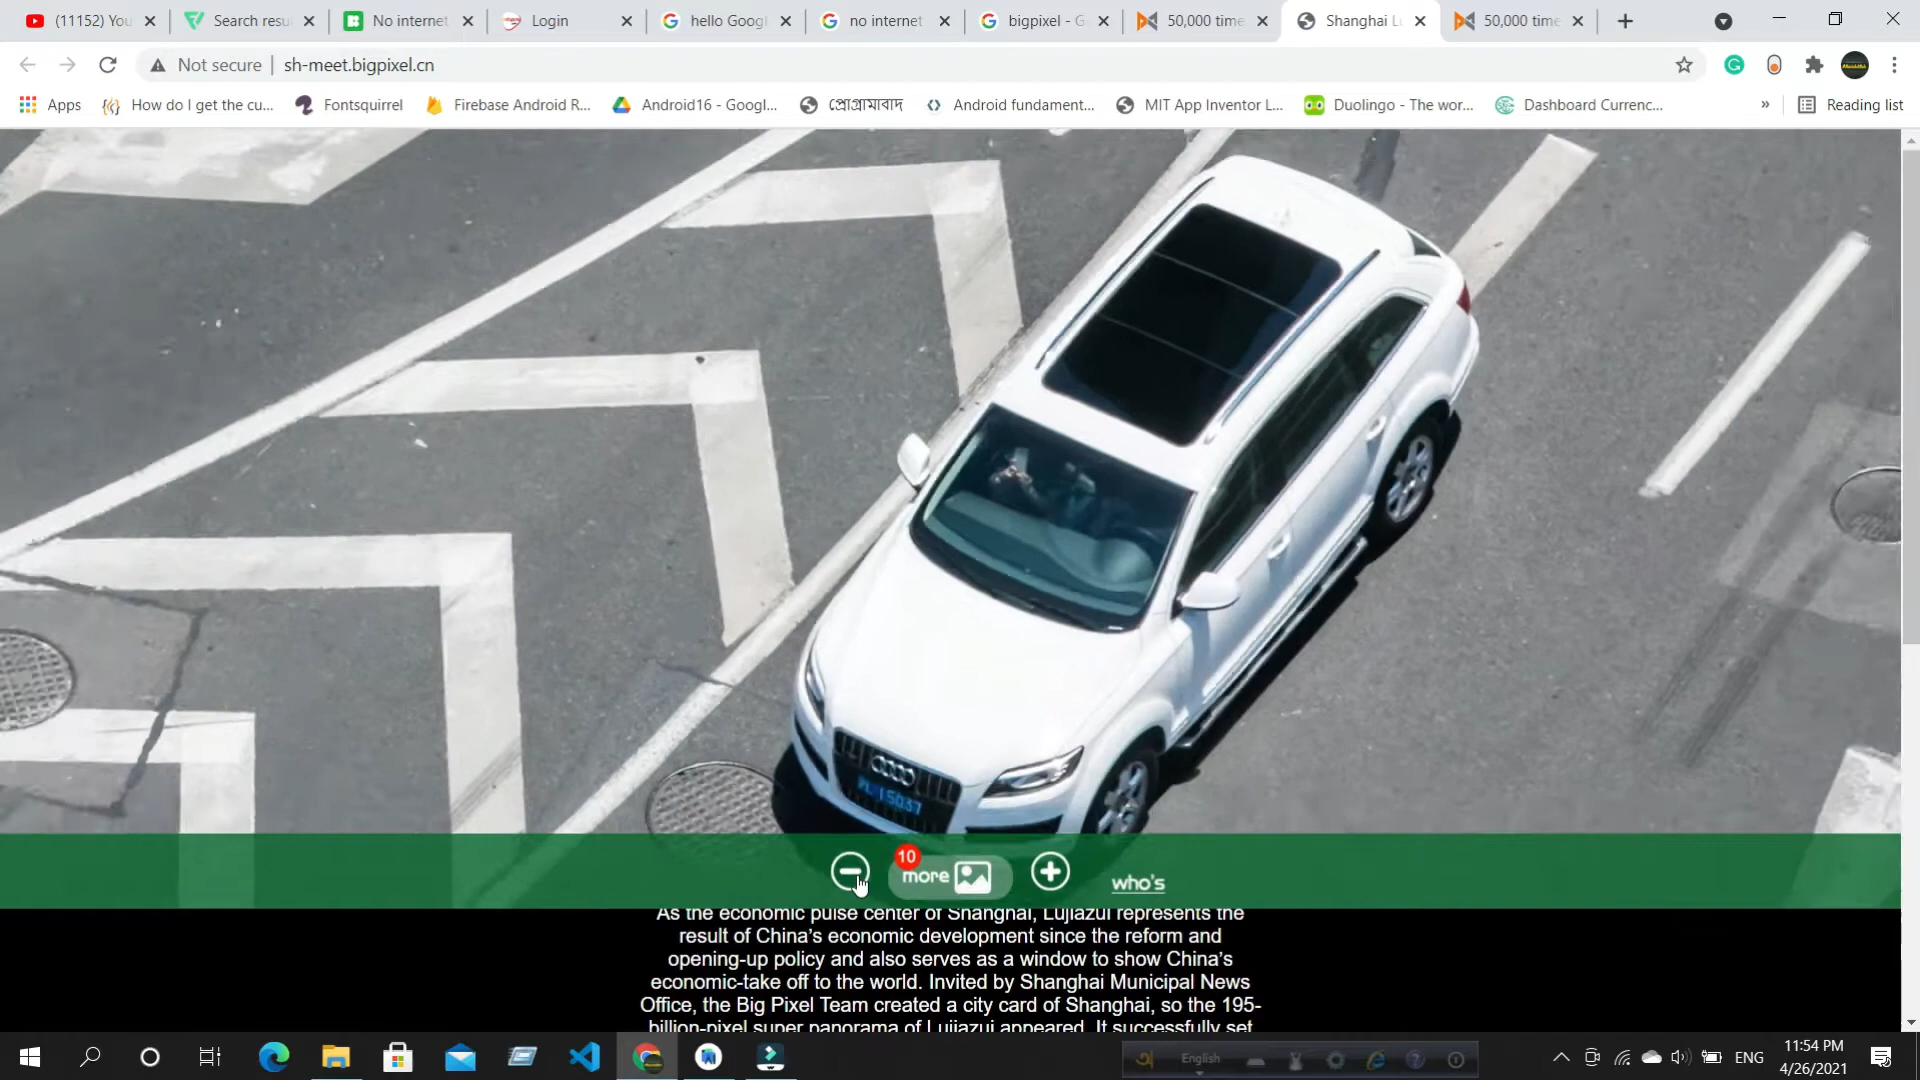 (11152) You
Search resu
No internet
Login
hello Googl
no internet
bigpixel - G
50,000 time
Shanghai Lu
50,000 time
Not secure
sh-meet.bigpixel.cn
Apps
How do I get the cu...
Fontsquirrel
Firebase Android R...
Android16 - Googl...
প্রোগ্রামাবাদ
Android fundament...
MIT App Inventor L...
Duolingo - The wor...
Dashboard Currenc...
»
Reading list
10
more
who's
As the economic pulse center of Shanghai, Lujiazui represents the
result of China’s economic development since the reform and
opening-up policy and also serves as a window to show China’s
economic-take off to the world. Invited by Shanghai Municipal News
Office, the Big Pixel Team created a city card of Shanghai, so the 195-
billion-pixel super panorama of Lujiazui appeared. It successfully set
English
ENG
11:54 PM
4/26/2021